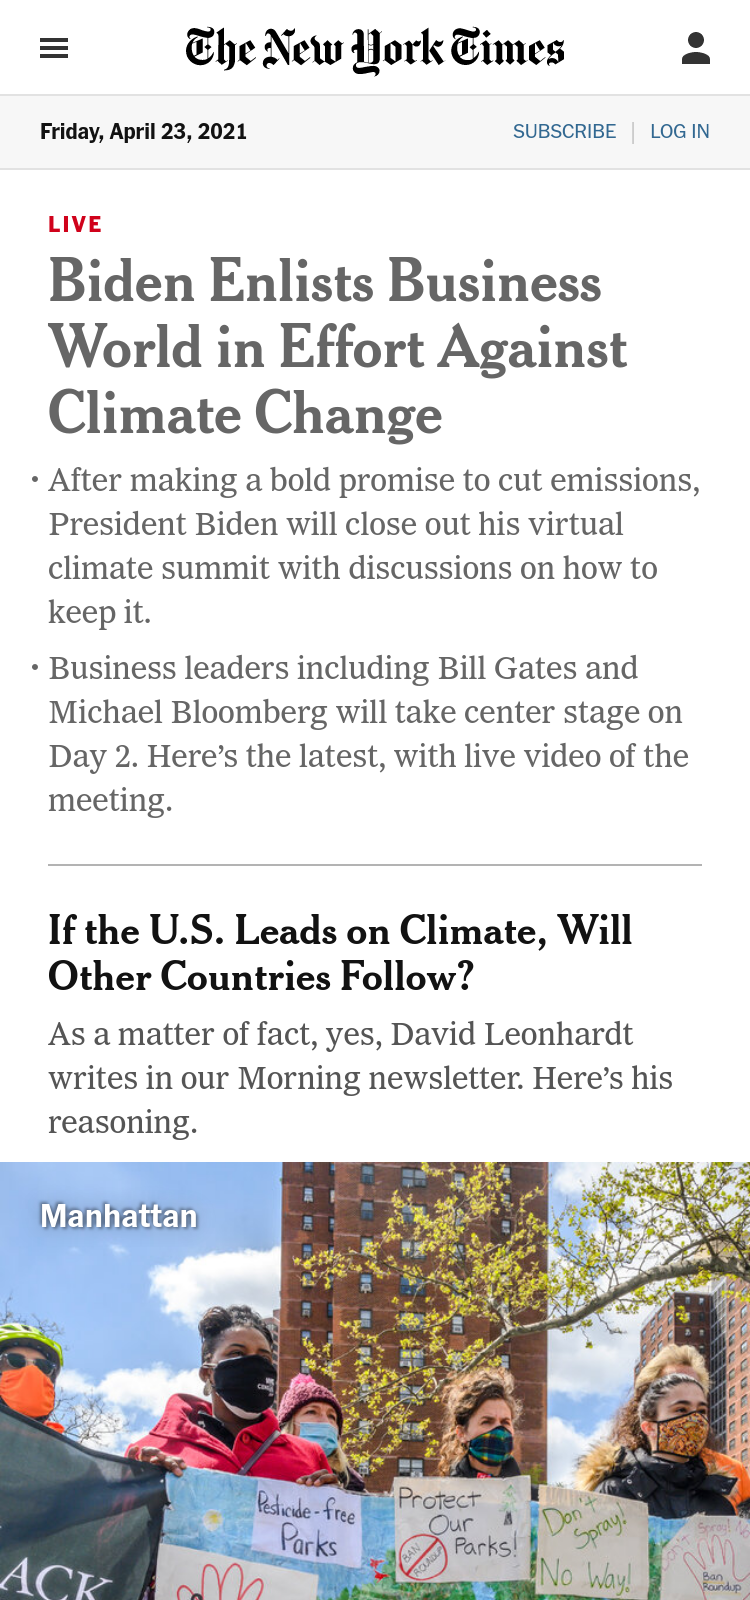 The New York Times
Friday, April 23, 2021
SUBSCRIBE
LOG IN
LIVE
Biden Enlists Business
World in Effort Against
Climate Change
• After making a bold promise to cut emissions,
President Biden will close out his virtual
climate summit with discussions on how to
keep it.
• Business leaders including Bill Gates and
Michael Bloomberg will take center stage on
Day 2. Here’s the latest, with live video of the
meeting.
If the U.S. Leads on Climate, Will
Other Countries Follow?
As a matter of fact, yes, David Leonhardt
writes in our Morning newsletter. Here’s his
reasoning.
Manhattan
Pesticide-free
Parks
Protect
Our
Parks!
BAN
ROUNDUP
Don't
Spray!
No Way!
Don't
Spray!
Ban
Roundup
ACK